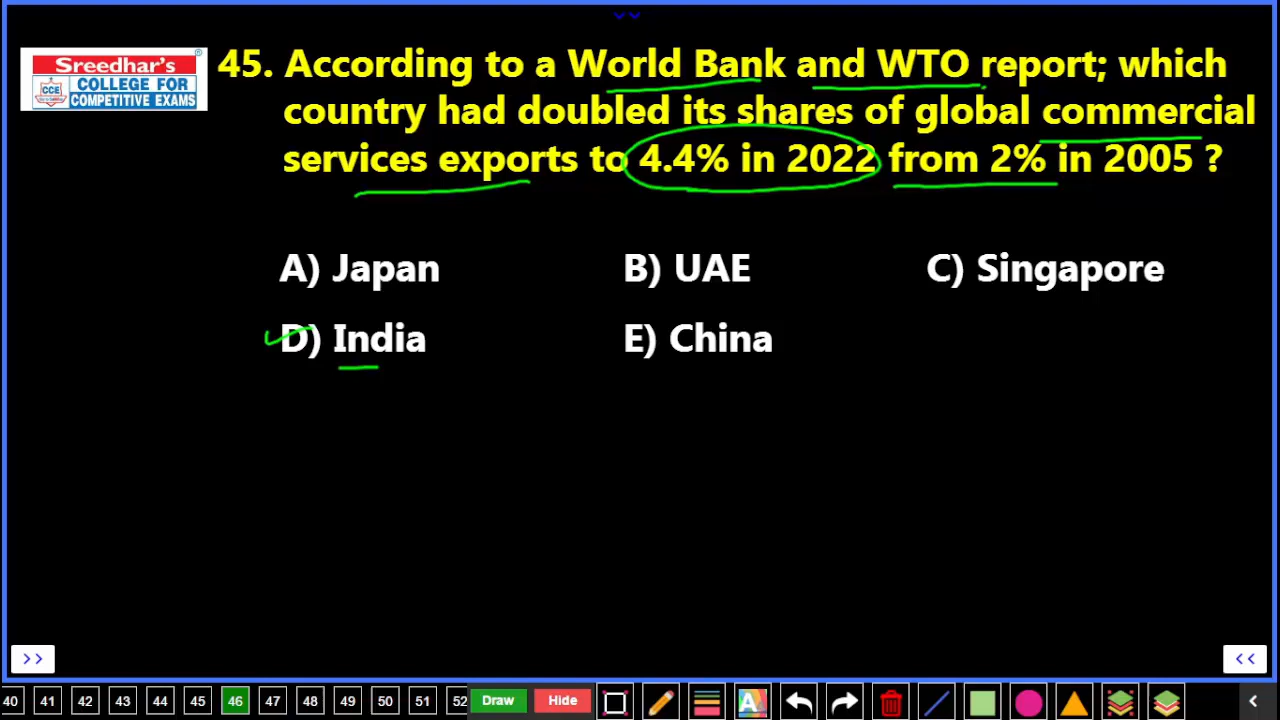 Sreedhar's
CCE
COLLEGE FOR
COMPETITIVE EXAMS
®
45. According to a World Bank and WTO report; which
country had doubled its shares of global commercial
services exports to 4.4% in 2022 from 2% in 2005 ?
A) Japan B) UAE C) Singapore
D) India E) China
>> <<
40 41 42 43 44 45 46 47 48 49 50 51 52 Draw Hide A <